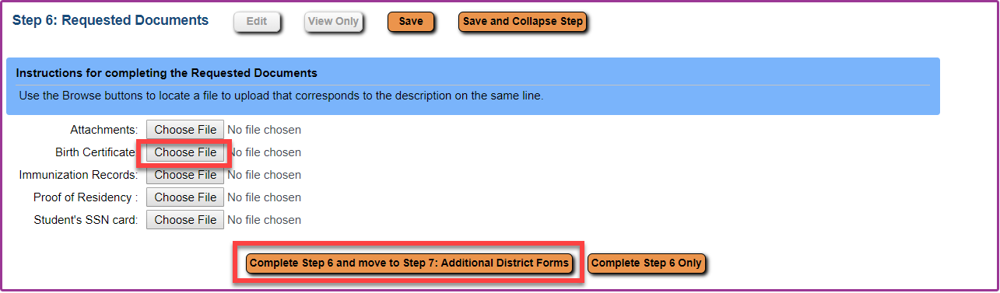 Step 6: Requested Documents Edit View Only Save Save and Collapse Step
Instructions for completing the Requested Documents
Use the Browse buttons to locate a file to upload that corresponds to the description on the same line.
Attachments: Choose File No file chosen
Birth Certificate: Choose File No file chosen
Immunization Records: Choose File No file chosen
Proof of Residency : Choose File No file chosen
Student's SSN card: Choose File No file chosen
Complete Step 6 and move to Step 7: Additional District Forms Complete Step 6 Only